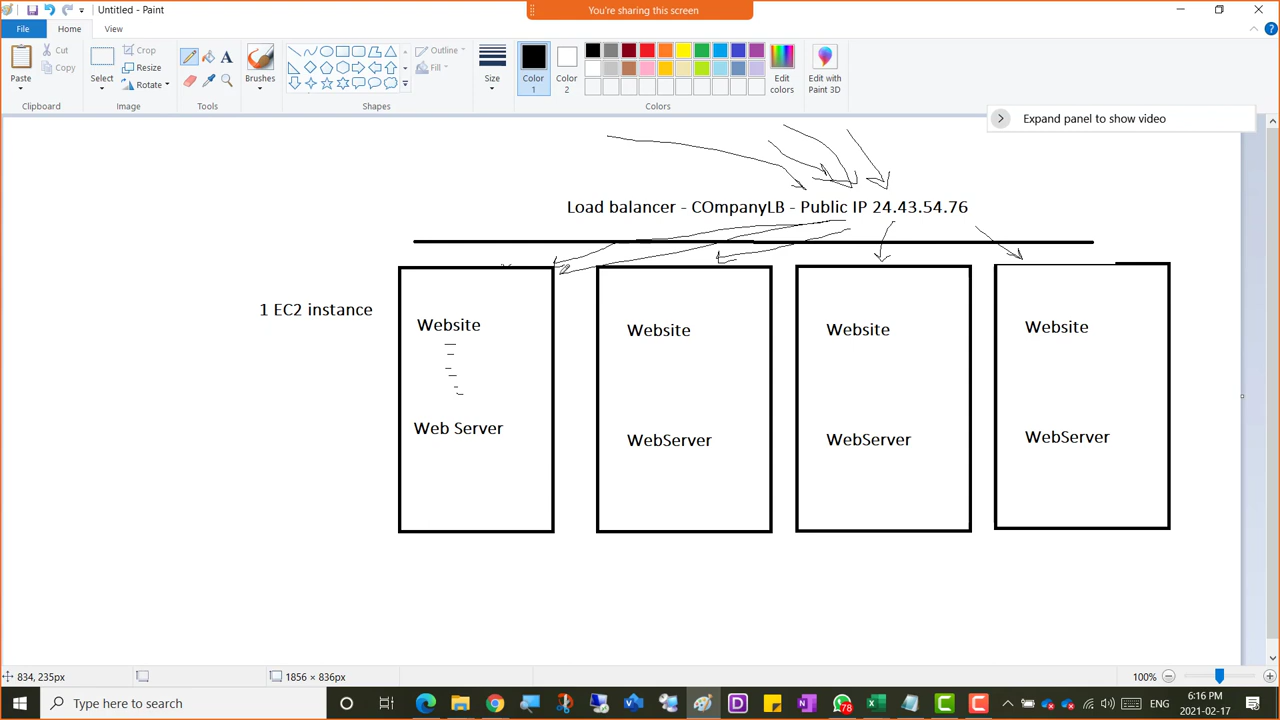 Untitled - Paint
You're sharing this screen
File
Home
View
Paste
Cut
Copy
Clipboard
Select
Crop
Resize
Rotate
Image
Tools
Brushes
Shapes
Outline
Fill
Size
Color 1
Color 2
Colors
Edit colors
Edit with Paint 3D
Expand panel to show video
Load balancer - COmpanyLB - Public IP 24.43.54.76
1 EC2 instance
Website
Website
Website
Website
Web Server
WebServer
WebServer
WebServer
834, 235px
1856 × 836px
100%
Type here to search
78
ENG
6:16 PM
2021-02-17